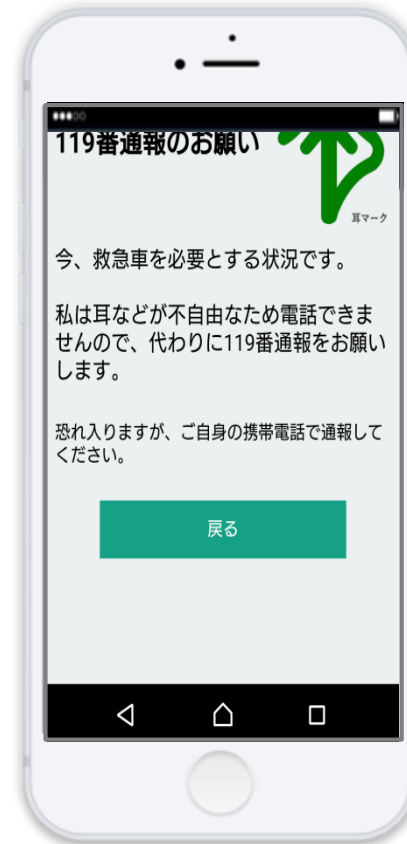 119番通報のお願い
耳マーク
今、救急車を必要とする状況です。
私は耳などが不自由なため電話できま
せんので、代わりに119番通報をお願い
します。
恐れ入りますが、ご自身の携帯電話で通報して
ください。
戻る